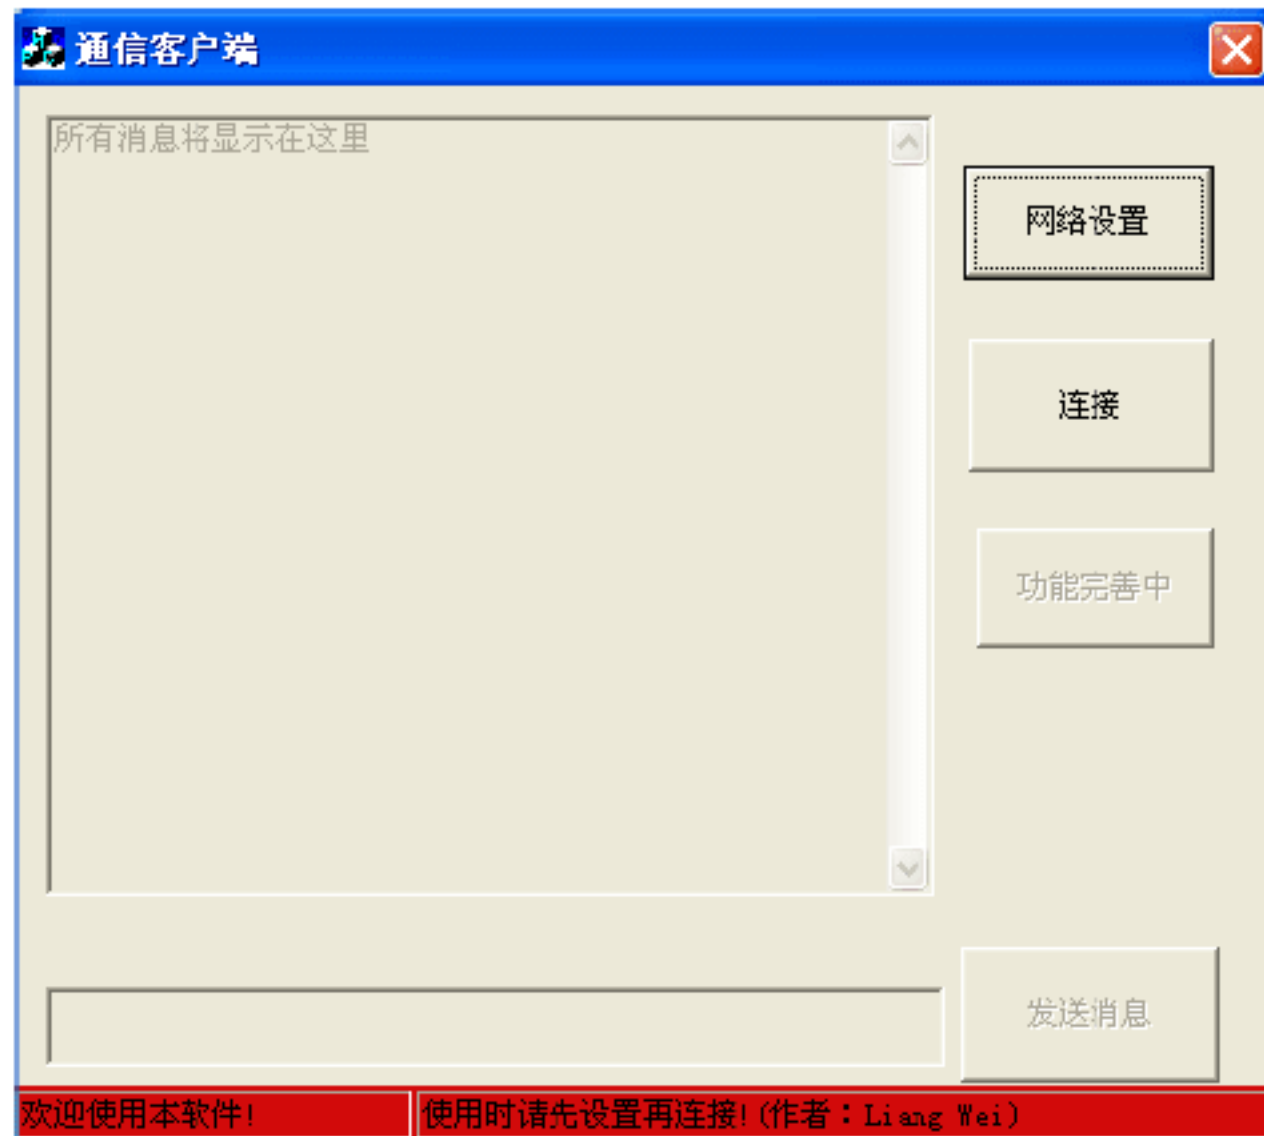 通信客户端
所有消息将显示在这里
网络设置
连接
功能完善中
发送消息
欢迎使用本软件!
使用时请先设置再连接!(作者：Liang Wei)